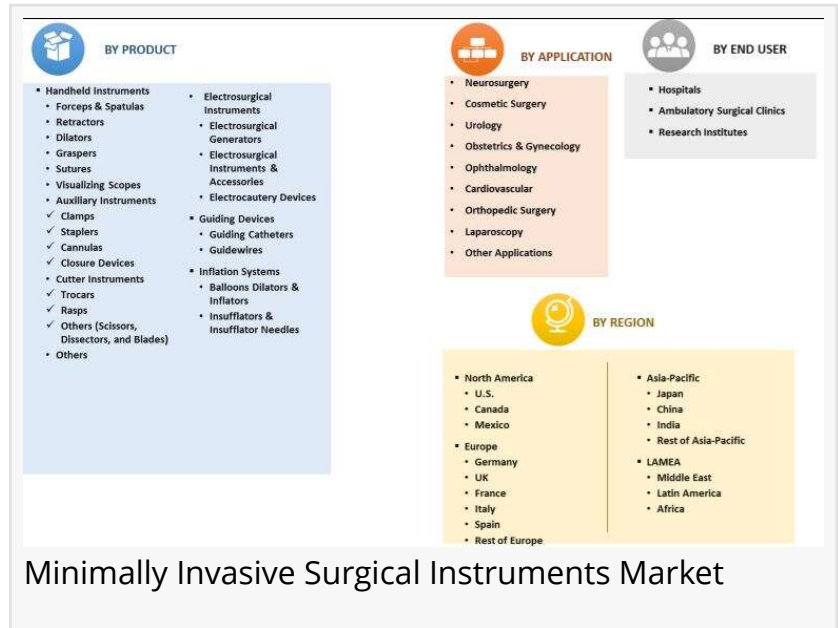 BY PRODUCT
▪ Handheld Instruments
• Forceps & Spatulas
• Retractors
• Dilators
• Graspers
• Sutures
• Visualizing Scopes
• Auxiliary Instruments
✓ Clamps
✓ Staplers
✓ Cannulas
✓ Closure Devices
• Cutter Instruments
✓ Trocars
✓ Rasps
✓ Others (Scissors,
Dissectors, and Blades)
• Others
• Electrosurgical
Instruments
• Electrosurgical
Generators
• Electrosurgical
Instruments &
Accessories
• Electrocautery Devices
▪ Guiding Devices
• Guiding Catheters
• Guidewires
▪ Inflation Systems
• Balloons Dilators &
Inflators
• Insufflators &
Insufflator Needles
BY APPLICATION
• Neurosurgery
• Cosmetic Surgery
• Urology
• Obstetrics & Gynecology
• Ophthalmology
• Cardiovascular
• Orthopedic Surgery
• Laparoscopy
• Other Applications
BY END USER
▪ Hospitals
▪ Ambulatory Surgical Clinics
▪ Research Institutes
BY REGION
▪ North America
• U.S.
• Canada
• Mexico
▪ Europe
• Germany
• UK
• France
• Italy
• Spain
• Rest of Europe
▪ Asia-Pacific
• Japan
• China
• India
• Rest of Asia-Pacific
▪ LAMEA
• Middle East
• Latin America
• Africa
Minimally Invasive Surgical Instruments Market